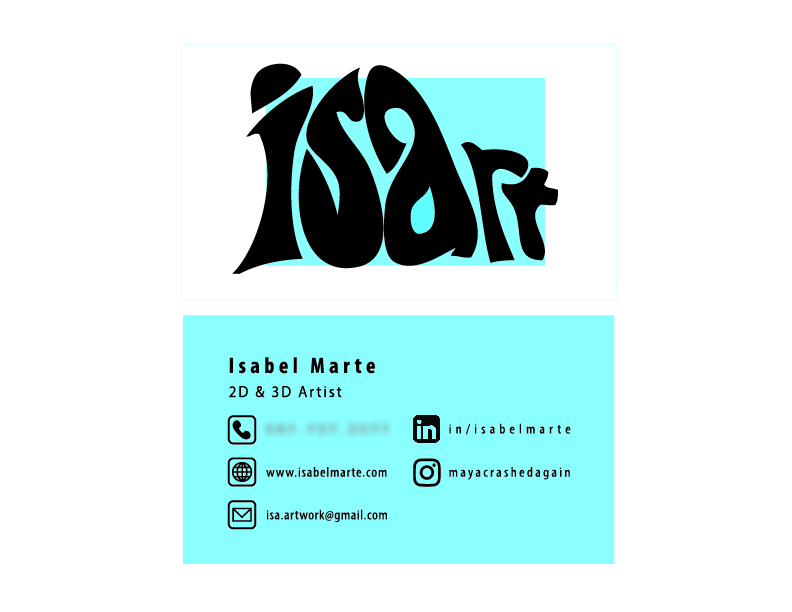 isart
Isabel Marte
2D & 3D Artist
in/isabelmarte
www.isabelmarte.com
mayacrashedagain
isa.artwork@gmail.com